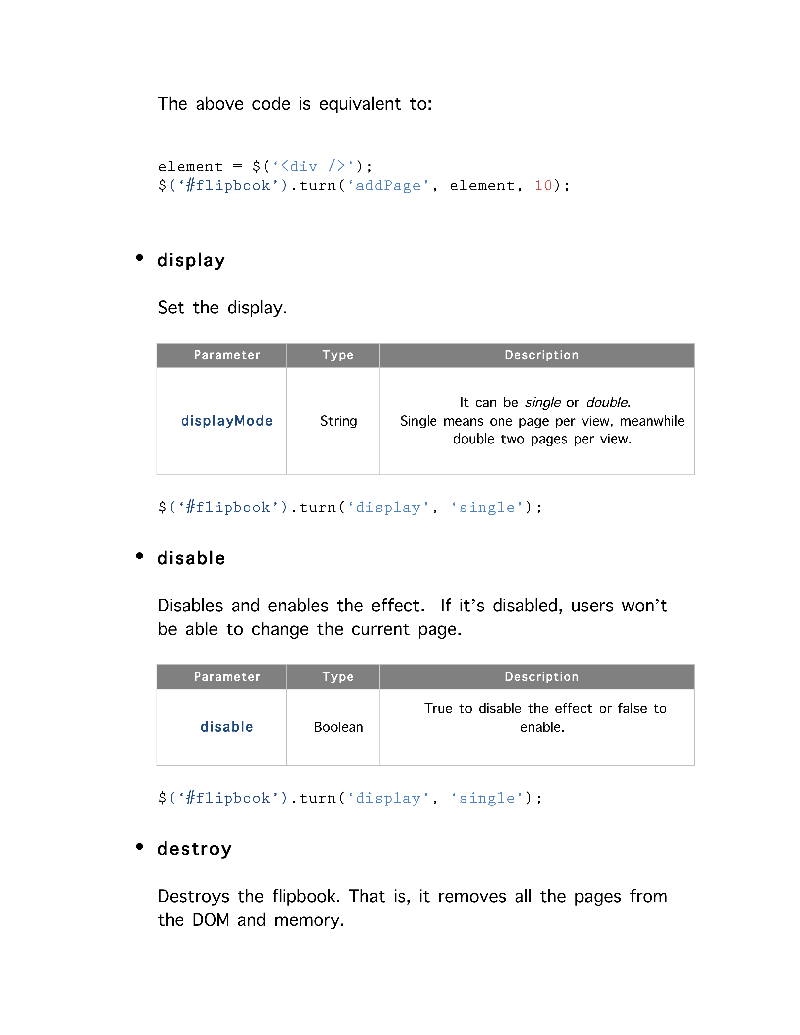 The above code is equivalent to:
element = $(‘<div />’);
$(‘#flipbook’).turn(‘addPage’, element, 10);
• display
Set the display.
Parameter Type Description
displayMode String It can be single or double.
Single means one page per view, meanwhile
double two pages per view.
$(‘#flipbook’).turn(‘display’, ‘single’);
• disable
Disables and enables the effect. If it’s disabled, users won’t
be able to change the current page.
Parameter Type Description
disable Boolean True to disable the effect or false to
enable.
$(‘#flipbook’).turn(‘display’, ‘single’);
• destroy
Destroys the flipbook. That is, it removes all the pages from
the DOM and memory.